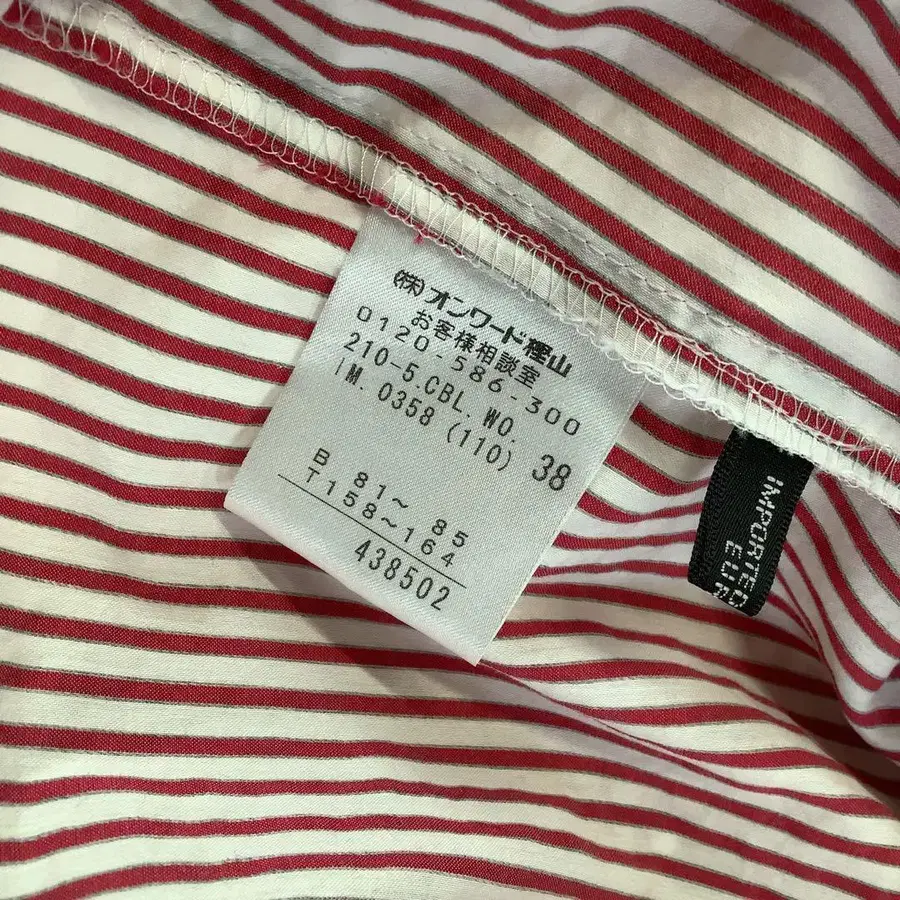 (株)オンワード樫山
お客様相談室
0120-586-300
210-5.CBL.WO.
IM.0358(110) 38
B 81～ 85
T158～164
438502
IMPORTED
EUR